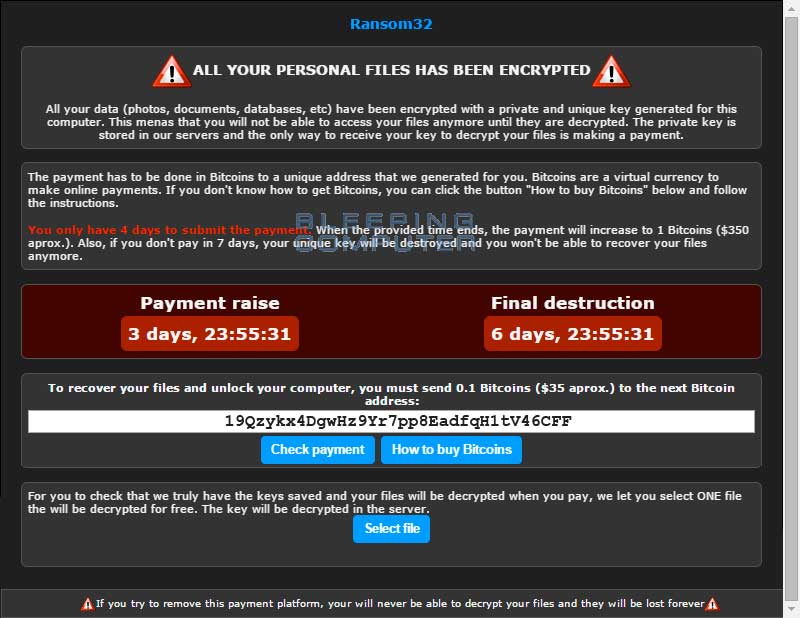 Ransom32
ALL YOUR PERSONAL FILES HAS BEEN ENCRYPTED
All your data (photos, documents, databases, etc) have been encrypted with a private and unique key generated for this
computer. This menas that you will not be able to access your files anymore until they are decrypted. The private key is
stored in our servers and the only way to receive your key to decrypt your files is making a payment.
The payment has to be done in Bitcoins to a unique address that we generated for you. Bitcoins are a virtual currency to
make online payments. If you don't know how to get Bitcoins, you can click the button "How to buy Bitcoins" below and follow
the instructions.
BLEEPING
COMPUTER
You only have 4 days to submit the payment. When the provided time ends, the payment will increase to 1 Bitcoins ($350
aprox.). Also, if you don't pay in 7 days, your unique key will be destroyed and you won't be able to recover your files
anymore.
Payment raise
Final destruction
3 days, 23:55:31
6 days, 23:55:31
To recover your files and unlock your computer, you must send 0.1 Bitcoins ($35 aprox.) to the next Bitcoin
address:
19Qzykx4DgwHz9Yr7pp8EadfqH1tV46CFF
Check payment
How to buy Bitcoins
For you to check that we truly have the keys saved and your files will be decrypted when you pay, we let you select ONE file
the will be decrypted for free. The key will be decrypted in the server.
Select file
If you try to remove this payment platform, your will never be able to decrypt your files and they will be lost forever